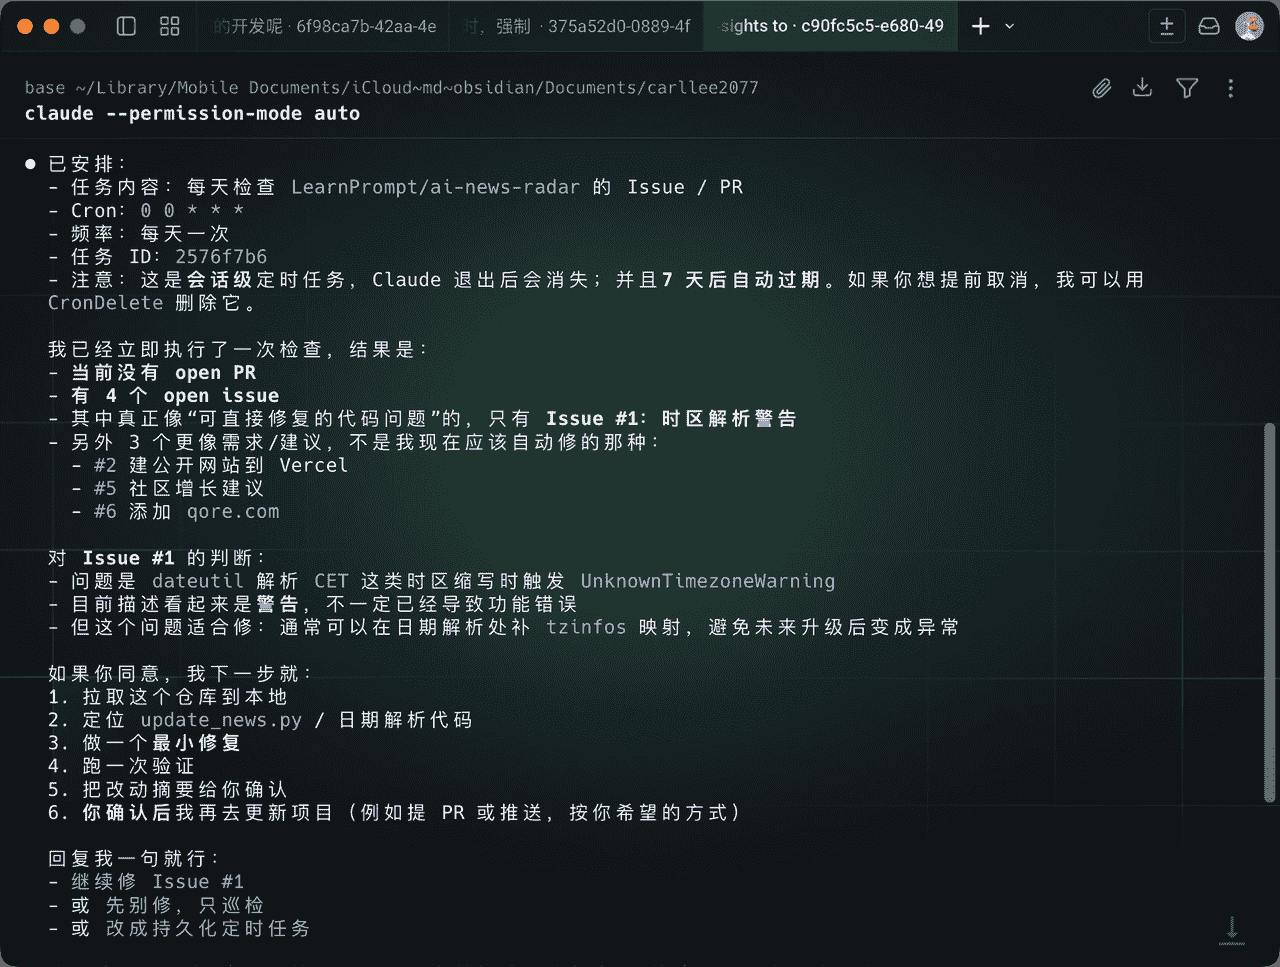 的开发呢 · 6f98ca7b-42aa-4e
时，强制 · 375a52d0-0889-4f
sights to · c90fc5c5-e680-49
base ~/Library/Mobile Documents/iCloud~md~obsidian/Documents/carllee2077
claude --permission-mode auto
● 已安排：
- 任务内容：每天检查 LearnPrompt/ai-news-radar 的 Issue / PR
- Cron：0 0 * * *
- 频率：每天一次
- 任务 ID：2576f7b6
- 注意：这是会话级定时任务，Claude 退出后会消失；并且7 天后自动过期。如果你想提前取消，我可以用
CronDelete 删除它。
我已经立即执行了一次检查，结果是：
- 当前没有 open PR
- 有 4 个 open issue
- 其中真正像“可直接修复的代码问题”的，只有 Issue #1：时区解析警告
- 另外 3 个更像需求/建议，不是我现在应该自动修的那种：
- #2 建公开网站到 Vercel
- #5 社区增长建议
- #6 添加 qore.com
对 Issue #1 的判断：
- 问题是 dateutil 解析 CET 这类时区缩写时触发 UnknownTimezoneWarning
- 目前描述看起来是警告，不一定已经导致功能错误
- 但这个问题适合修：通常可以在日期解析处补 tzinfos 映射，避免未来升级后变成异常
如果你同意，我下一步就：
1. 拉取这个仓库到本地
2. 定位 update_news.py / 日期解析代码
3. 做一个最小修复
4. 跑一次验证
5. 把改动摘要给你确认
6. 你确认后我再去更新项目（例如提 PR 或推送，按你希望的方式）
回复我一句就行：
- 继续修 Issue #1
- 或 先别修，只巡检
- 或 改成持久化定时任务